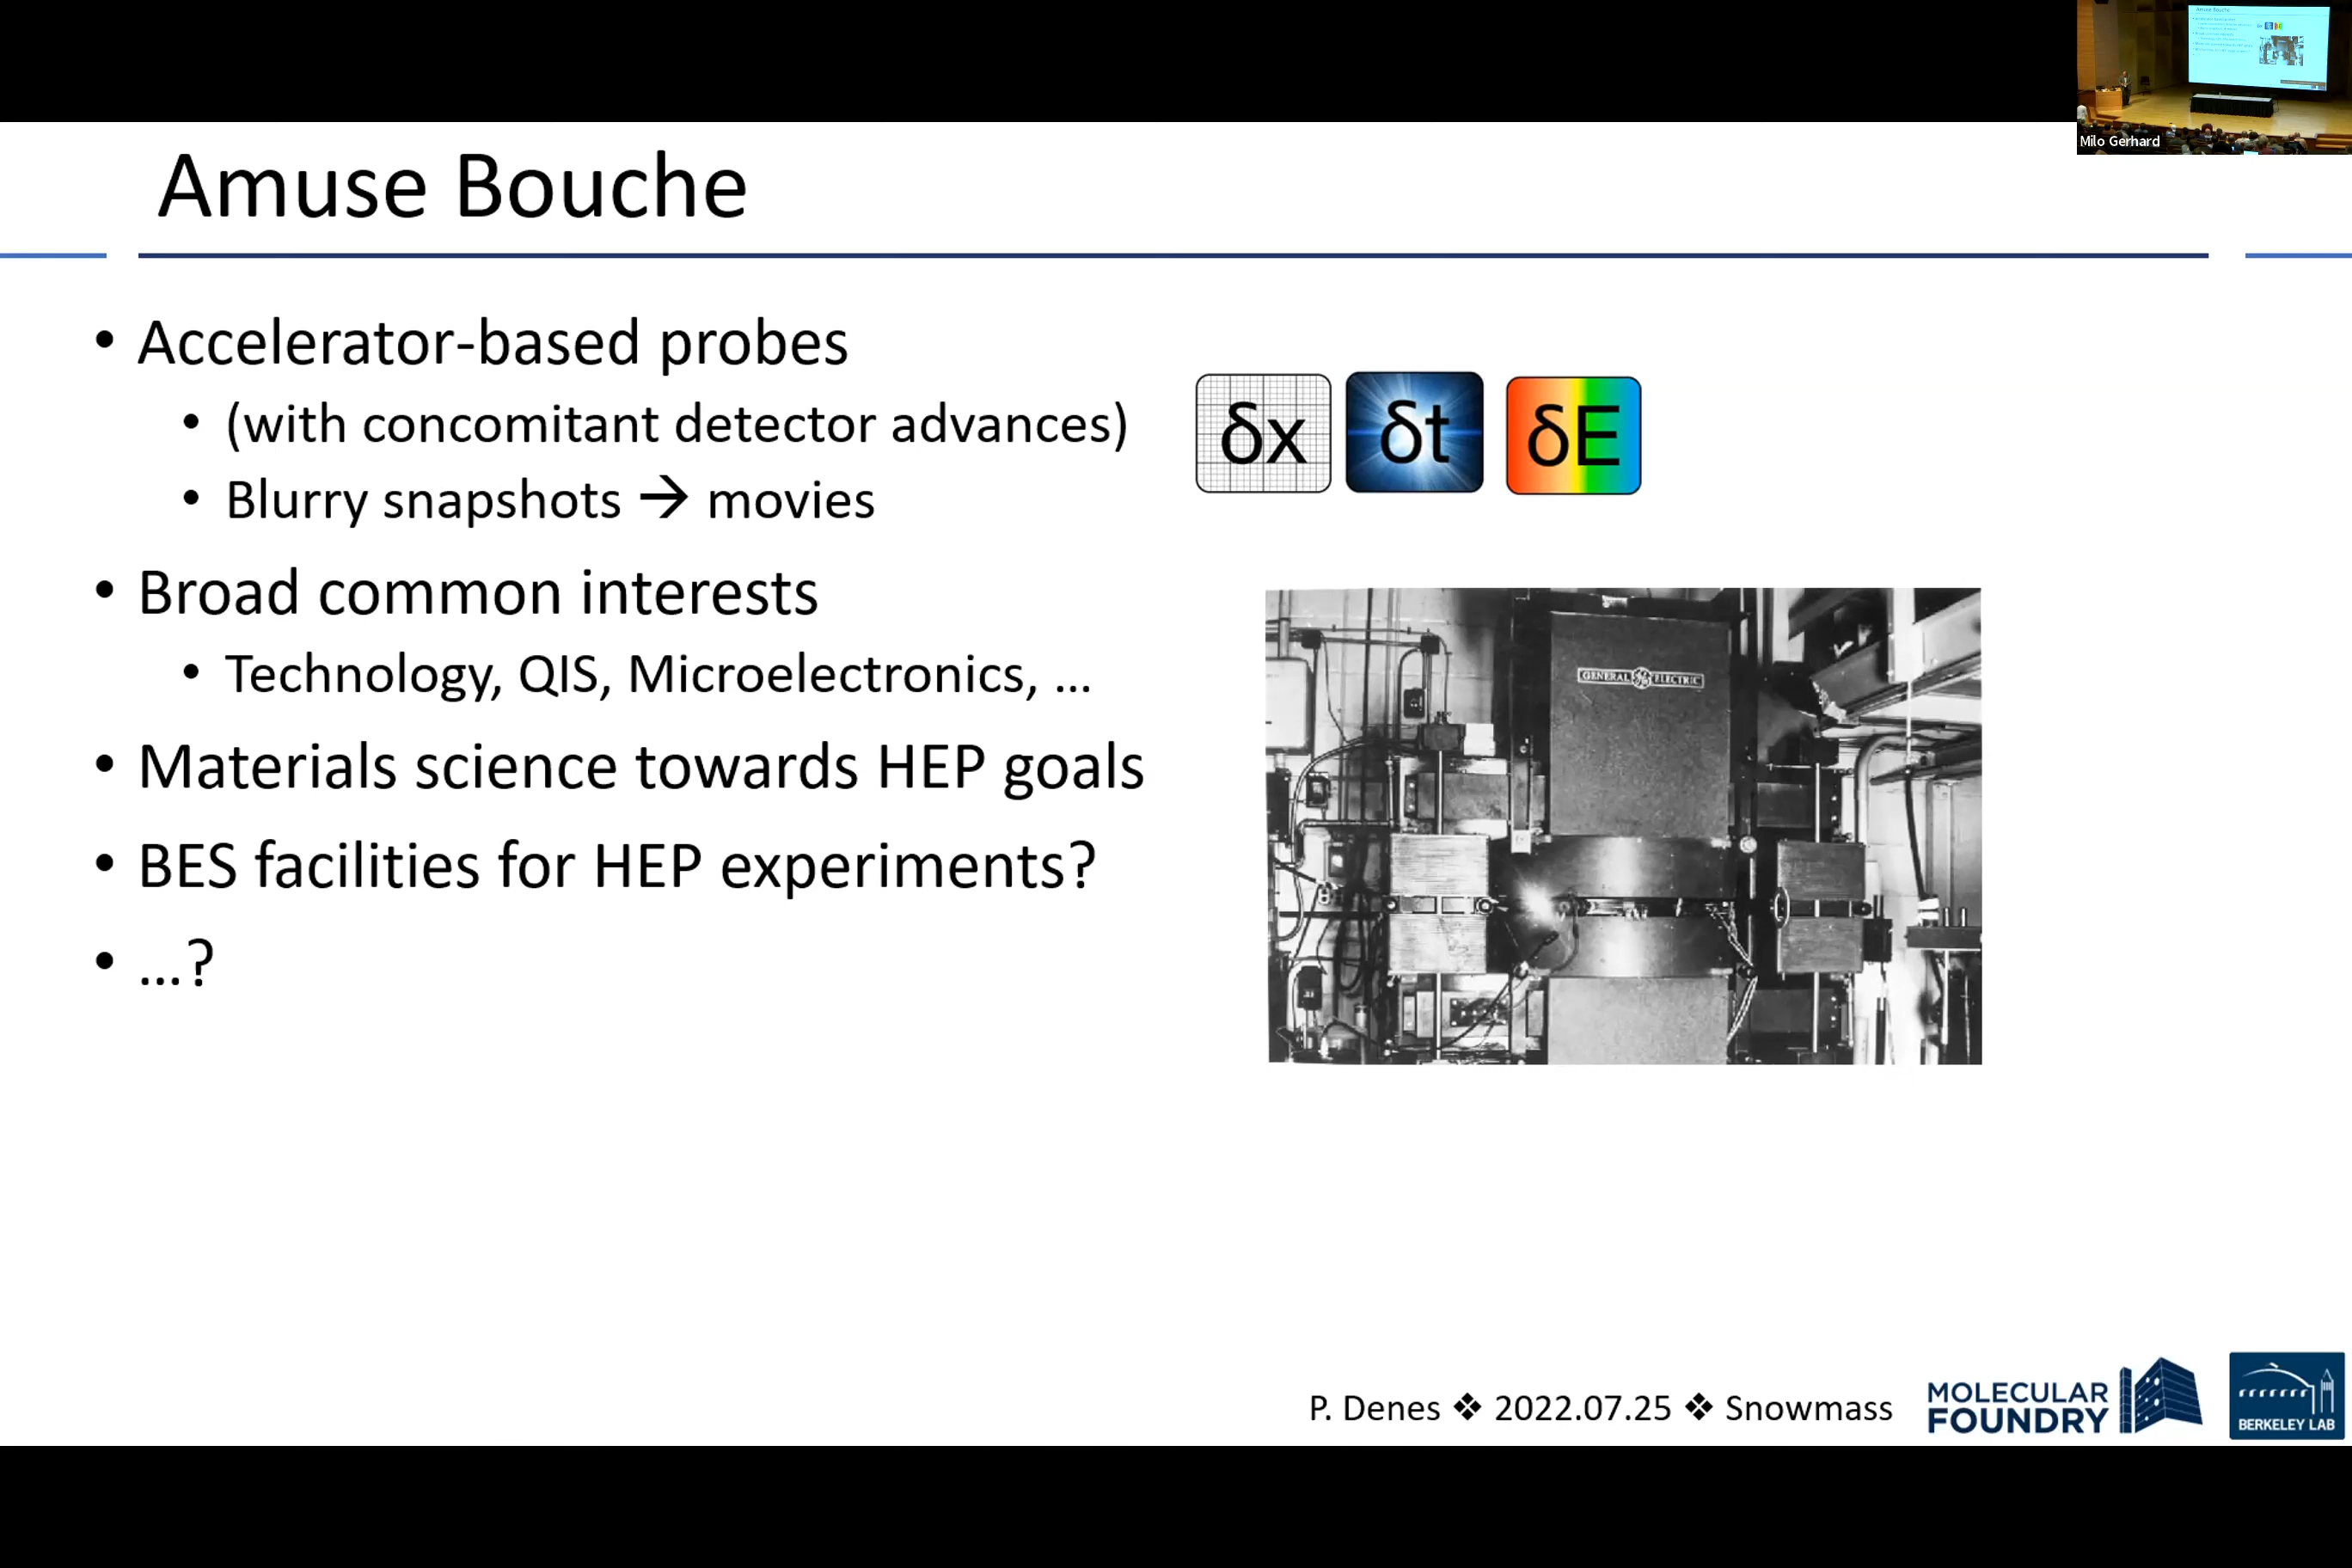 Milo Gerhard
Amuse Bouche
• Accelerator-based probes
• (with concomitant detector advances)
• Blurry snapshots → movies
• Broad common interests
• Technology, QIS, Microelectronics, ...
• Materials science towards HEP goals
• BES facilities for HEP experiments?
• ...?
δx
δt
δE
GENERAL GE ELECTRIC
P. Denes ❖ 2022.07.25 ❖ Snowmass
MOLECULAR
FOUNDRY
BERKELEY LAB